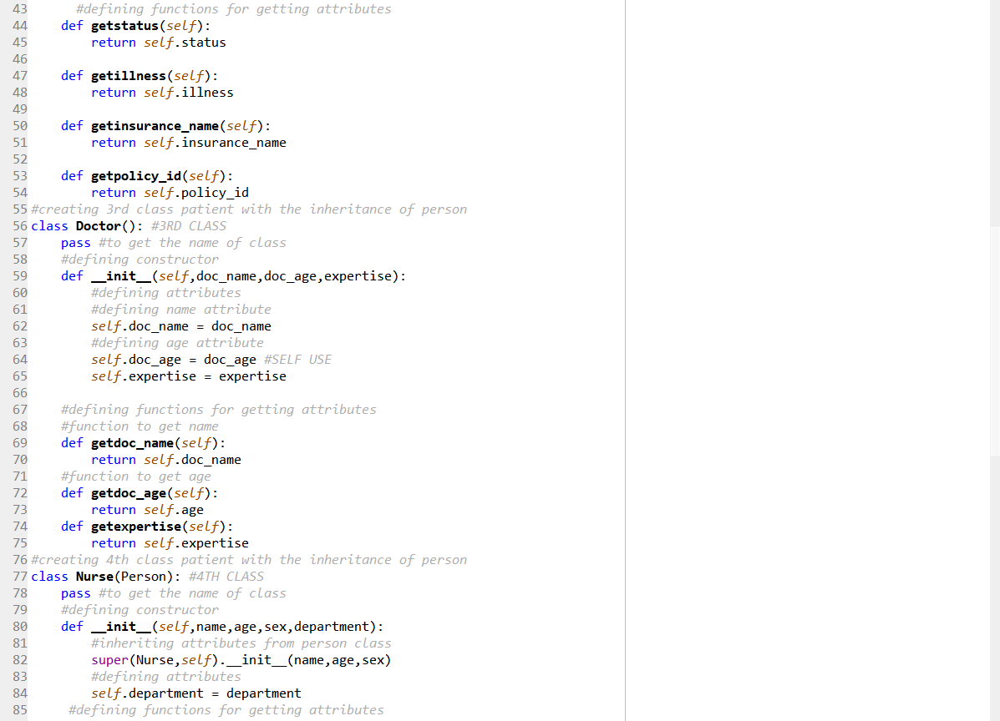 43 #defining functions for getting attributes
44 def getstatus(self):
45 return self.status
46
47 def getillness(self):
48 return self.illness
49
50 def getinsurance_name(self):
51 return self.insurance_name
52
53 def getpolicy_id(self):
54 return self.policy_id
55 #creating 3rd class patient with the inheritance of person
56 class Doctor(): #3RD CLASS
57 pass #to get the name of class
58 #defining constructor
59 def __init__(self,doc_name,doc_age,expertise):
60 #defining attributes
61 #defining name attribute
62 self.doc_name = doc_name
63 #defining age attribute
64 self.doc_age = doc_age #SELF USE
65 self.expertise = expertise
66
67 #defining functions for getting attributes
68 #function to get name
69 def getdoc_name(self):
70 return self.doc_name
71 #function to get age
72 def getdoc_age(self):
73 return self.age
74 def getexpertise(self):
75 return self.expertise
76 #creating 4th class patient with the inheritance of person
77 class Nurse(Person): #4TH CLASS
78 pass #to get the name of class
79 #defining constructor
80 def __init__(self,name,age,sex,department):
81 #inheriting attributes from person class
82 super(Nurse,self).__init__(name,age,sex)
83 #defining attributes
84 self.department = department
85 #defining functions for getting attributes